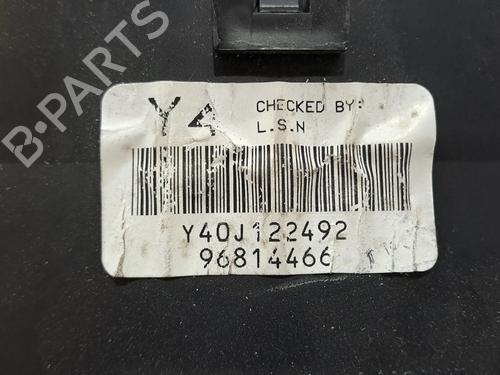 Y4
CHECKED BY:
L.S.N
Y40J122492
96814466
B-PARTS